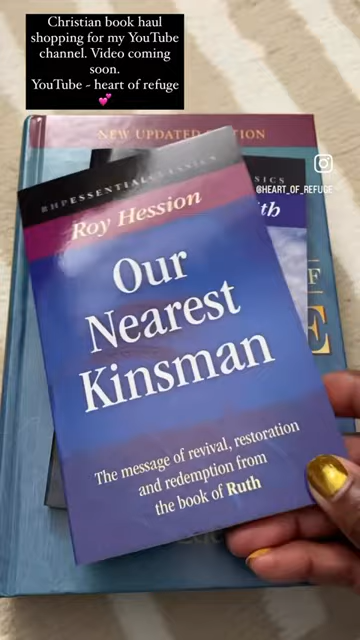 Christian book haul
shopping for my YouTube
channel. Video coming
soon.
YouTube - heart of refuge
💕
NEW UPDATED EDITION
@HEART_OF_REFUGE
RHP ESSENTIAL CLASSICS
Roy Hession
Our
Nearest
Kinsman
The message of revival, restoration
and redemption from
the book of Ruth